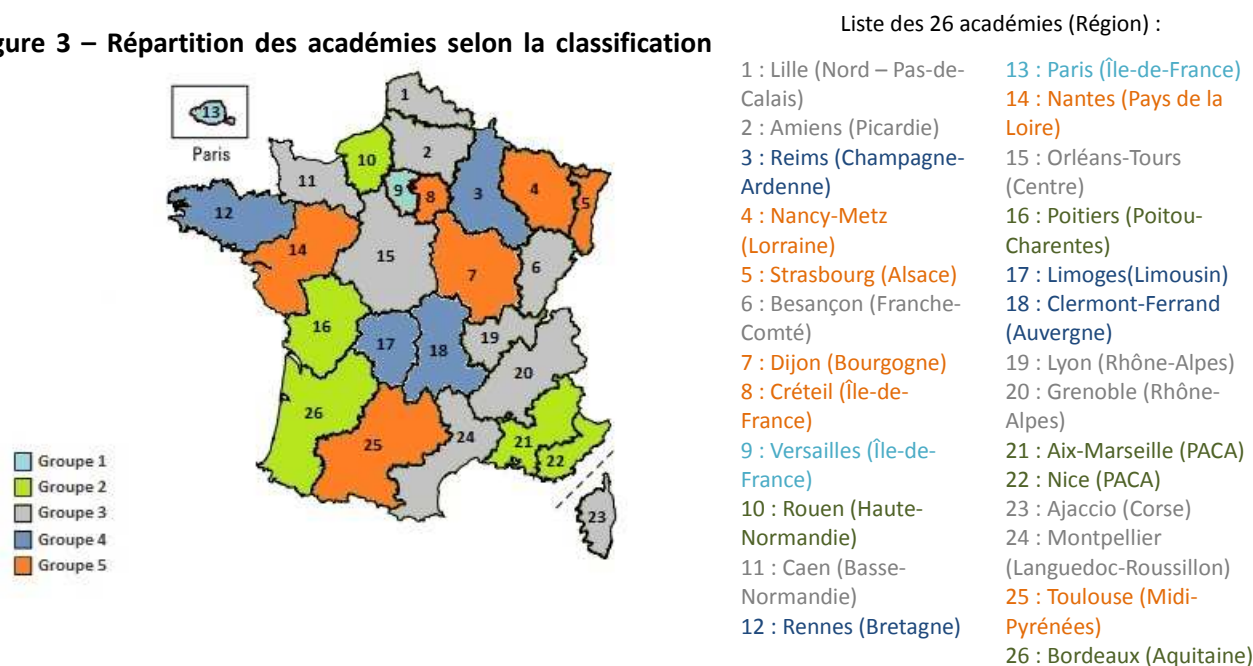 gure 3 – Répartition des académies selon la classification
13
Paris
1
2
10
11
9
8
3
4
5
12
14
15
7
6
16
17
18
19
20
26
25
24
21
22
23
Groupe 1
Groupe 2
Groupe 3
Groupe 4
Groupe 5
Liste des 26 académies (Région) :
1 : Lille (Nord – Pas-de-
Calais)
2 : Amiens (Picardie)
3 : Reims (Champagne-
Ardenne)
4 : Nancy-Metz
(Lorraine)
5 : Strasbourg (Alsace)
6 : Besançon (Franche-
Comté)
7 : Dijon (Bourgogne)
8 : Créteil (Île-de-
France)
9 : Versailles (Île-de-
France)
10 : Rouen (Haute-
Normandie)
11 : Caen (Basse-
Normandie)
12 : Rennes (Bretagne)
13 : Paris (Île-de-France)
14 : Nantes (Pays de la
Loire)
15 : Orléans-Tours
(Centre)
16 : Poitiers (Poitou-
Charentes)
17 : Limoges(Limousin)
18 : Clermont-Ferrand
(Auvergne)
19 : Lyon (Rhône-Alpes)
20 : Grenoble (Rhône-
Alpes)
21 : Aix-Marseille (PACA)
22 : Nice (PACA)
23 : Ajaccio (Corse)
24 : Montpellier
(Languedoc-Roussillon)
25 : Toulouse (Midi-
Pyrénées)
26 : Bordeaux (Aquitaine)